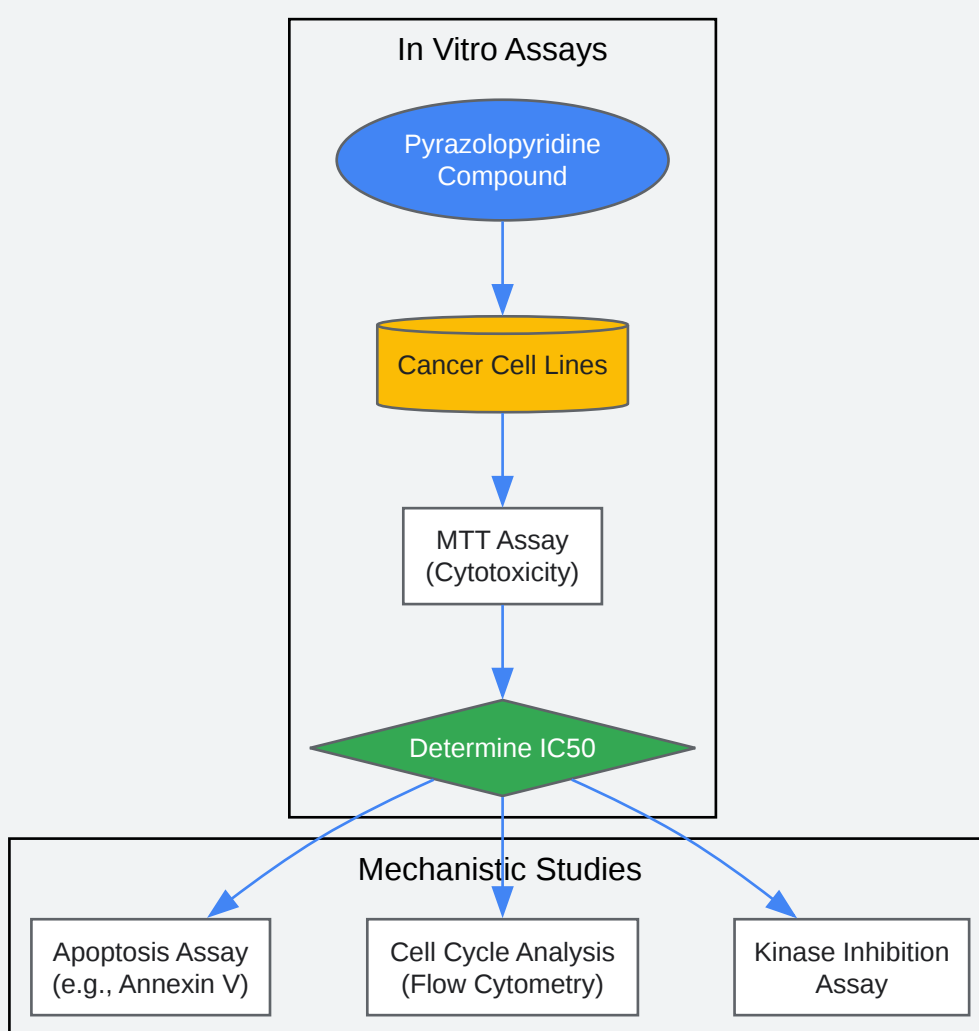 In Vitro Assays
Pyrazolopyridine
Compound
Cancer Cell Lines
MTT Assay
(Cytotoxicity)
Determine IC50
Mechanistic Studies
Apoptosis Assay
(e.g., Annexin V)
Cell Cycle Analysis
(Flow Cytometry)
Kinase Inhibition
Assay